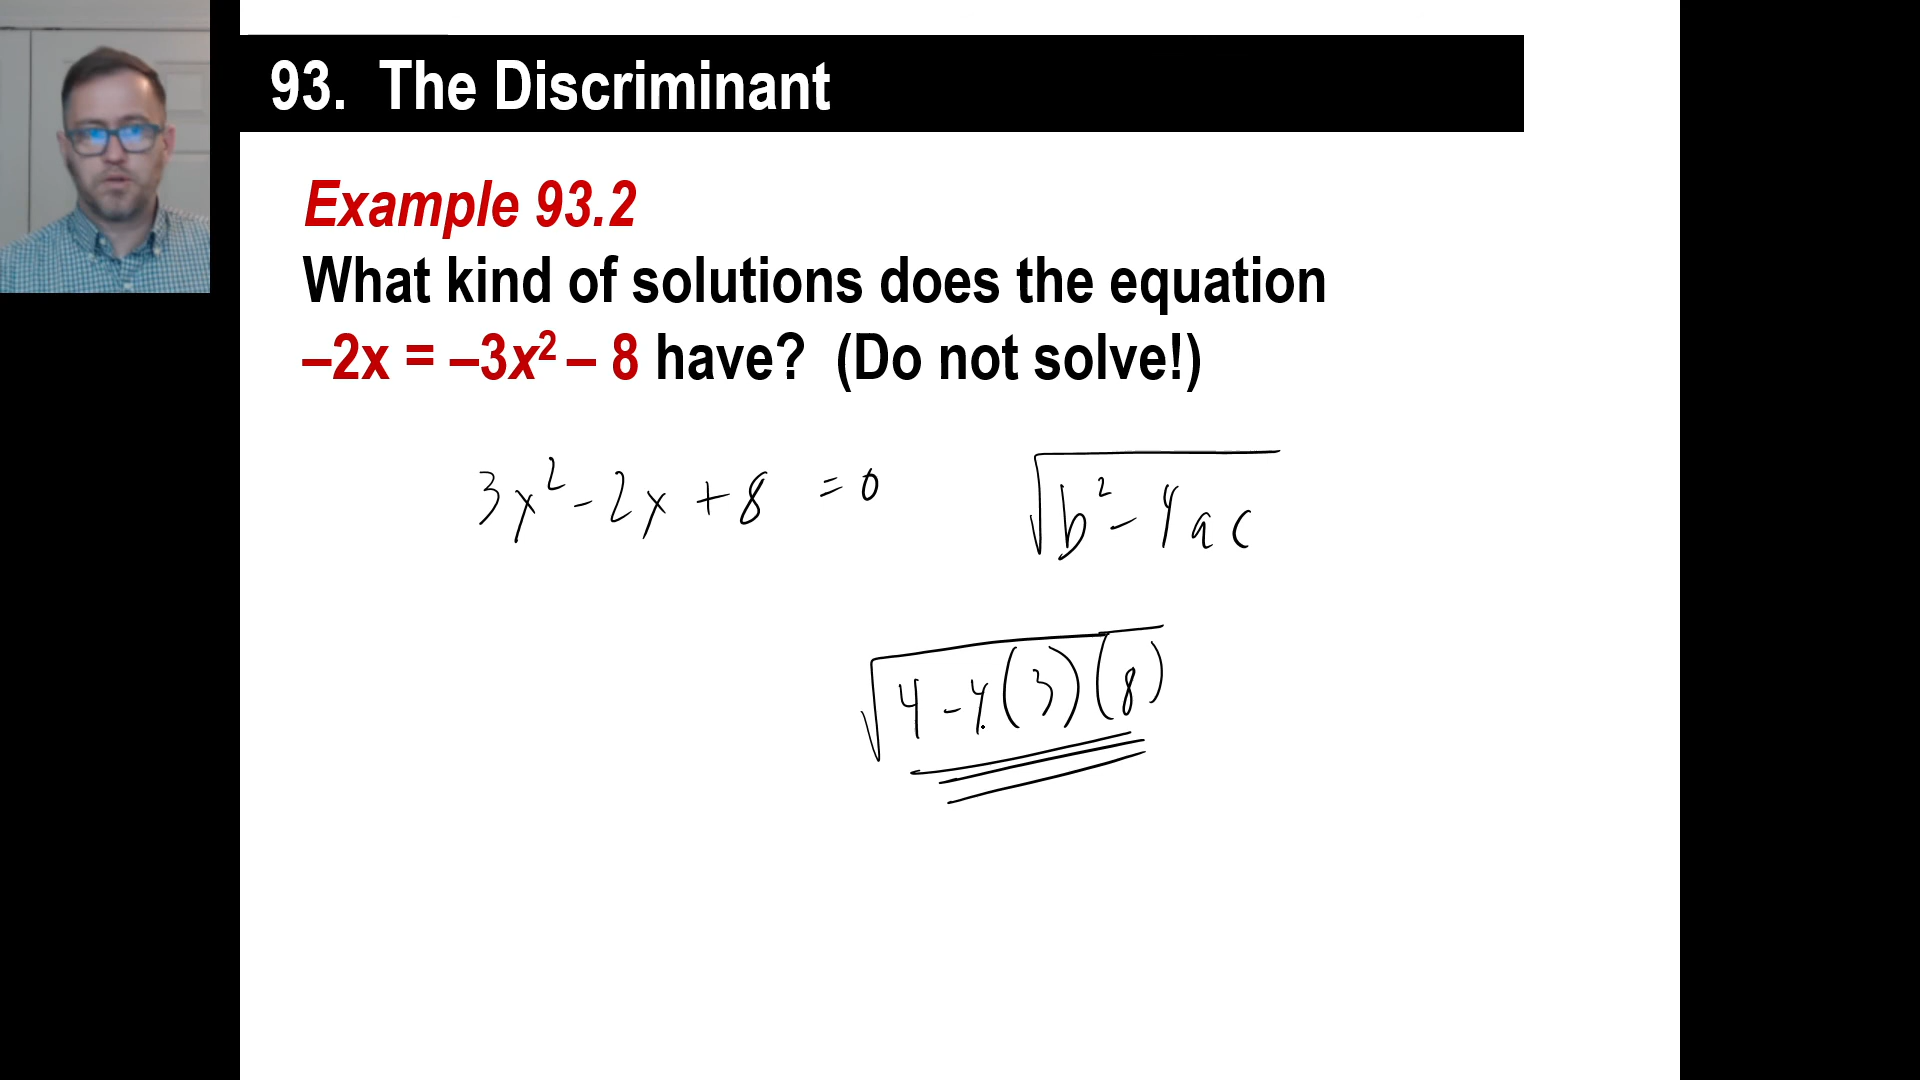 93. The Discriminant
Example 93.2
What kind of solutions does the equation
–2x = –3x² – 8 have? (Do not solve!)
3x² - 2x + 8 = 0
√b² - 4ac
√4 - 4(3)(8)